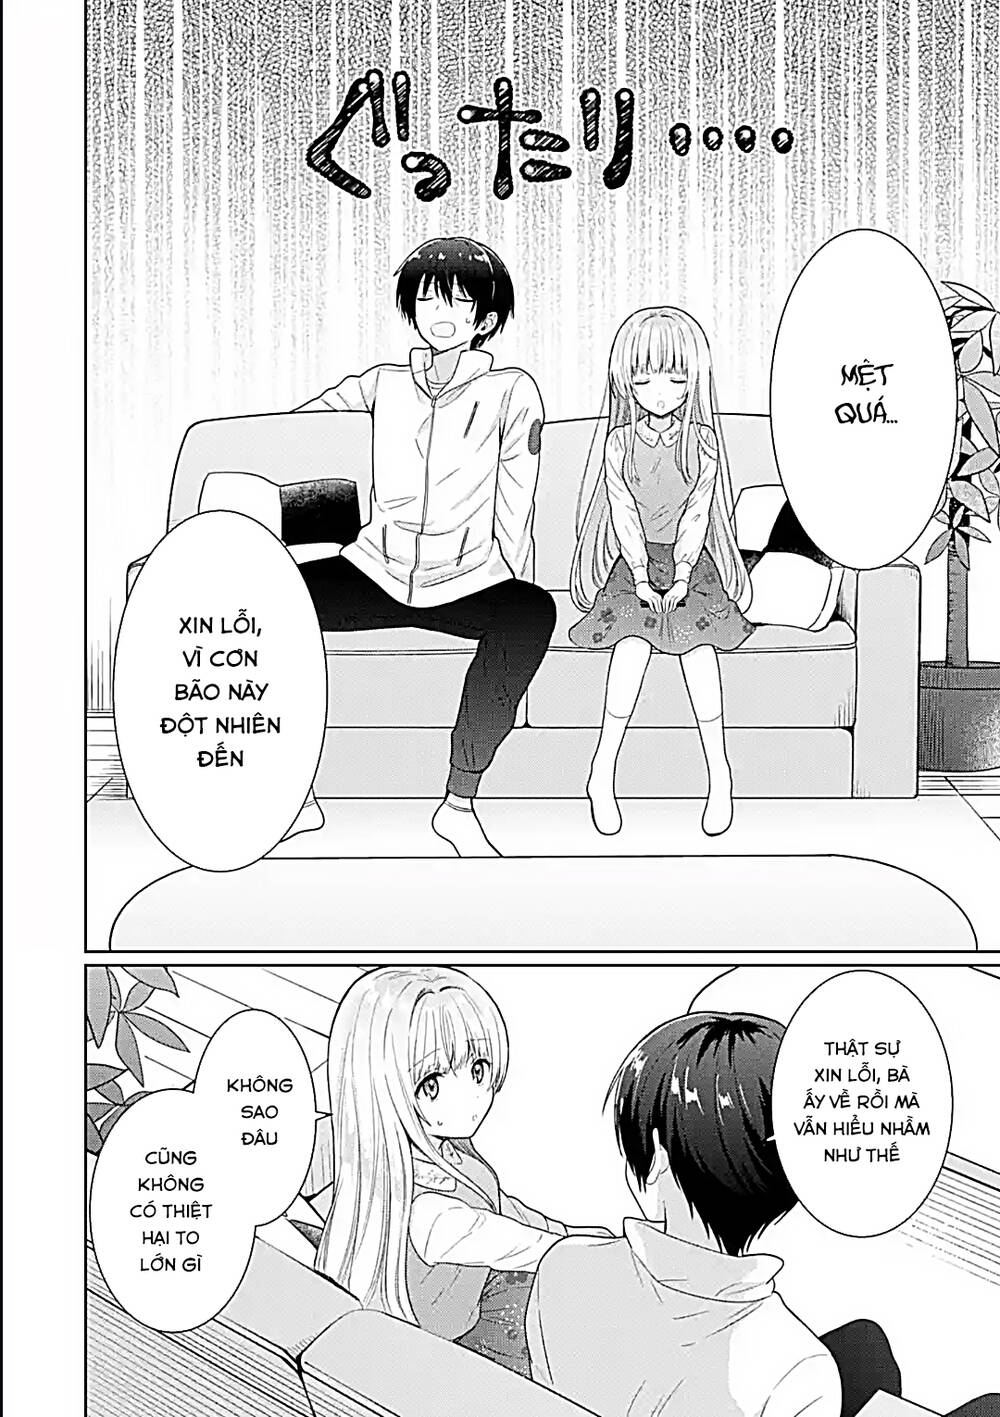 ぐったり・・・・
MỆT
QUÁ...
XIN LỖI,
VÌ CƠN
BÃO NÀY
ĐỘT NHIÊN
ĐẾN
THẬT SỰ
XIN LỖI, BÀ
ẤY VỀ RỒI MÀ
VẪN HIỂU NHẦM
NHƯ THẾ
KHÔNG
SAO
ĐÂU
CŨNG
KHÔNG
CÓ THIỆT
HẠI TO
LỚN GÌ